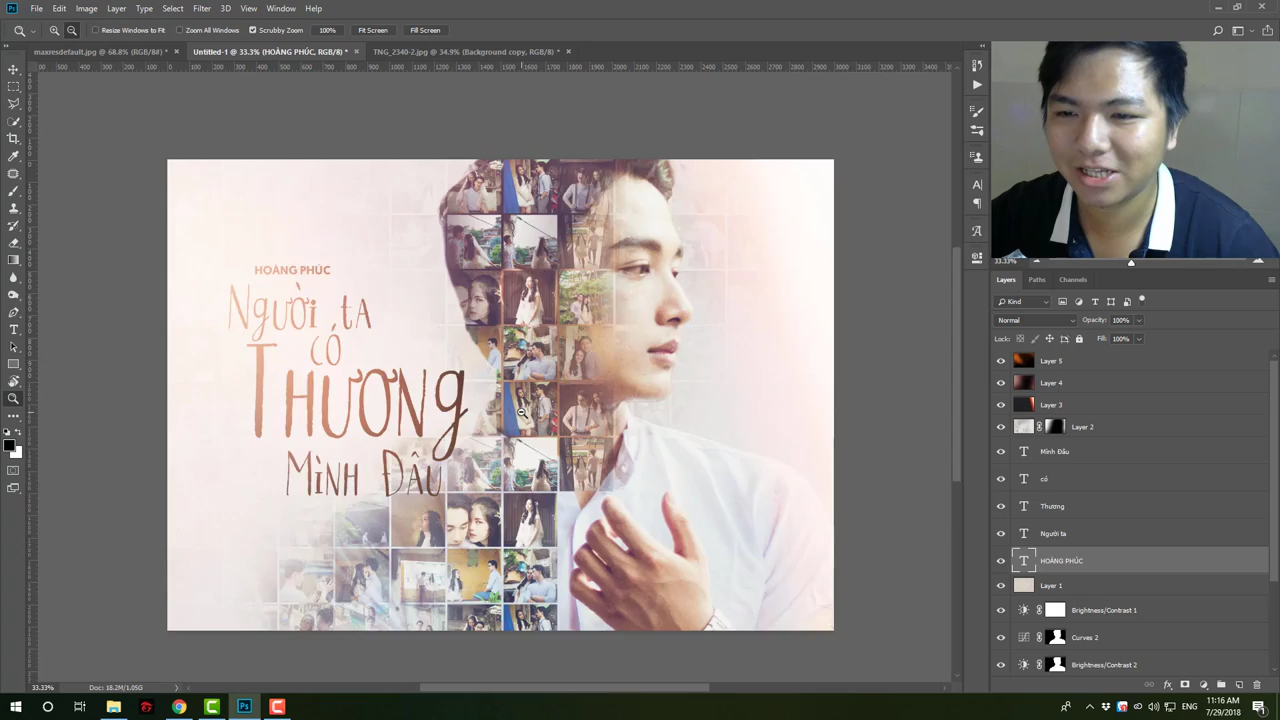 File Edit Image Layer Type Select Filter 3D View Window Help
Resize Windows to Fit Zoom All Windows Scrubby Zoom 100% Fit Screen Fill Screen
maxresdefault.jpg @ 68.8% (RGB/8#) * Untitled-1 @ 33.3% (HOÀNG PHÚC, RGB/8) * TNG_2340-2.jpg @ 34.9% (Background copy, RGB/8) *
HOÀNG PHÚC
Người ta
có
Thương
Mình Đâu
33.33%
Layers Paths Channels
Kind
Normal Opacity: 100%
Lock: Fill: 100%
Layer 5
Layer 4
Layer 3
Layer 2
Mình Đâu
có
Thương
Người ta
HOÀNG PHÚC
Layer 1
Brightness/Contrast 1
Curves 2
Brightness/Contrast 2
33.33% Doc: 18.2M/1.05G
ENG
11:16 AM
7/29/2018